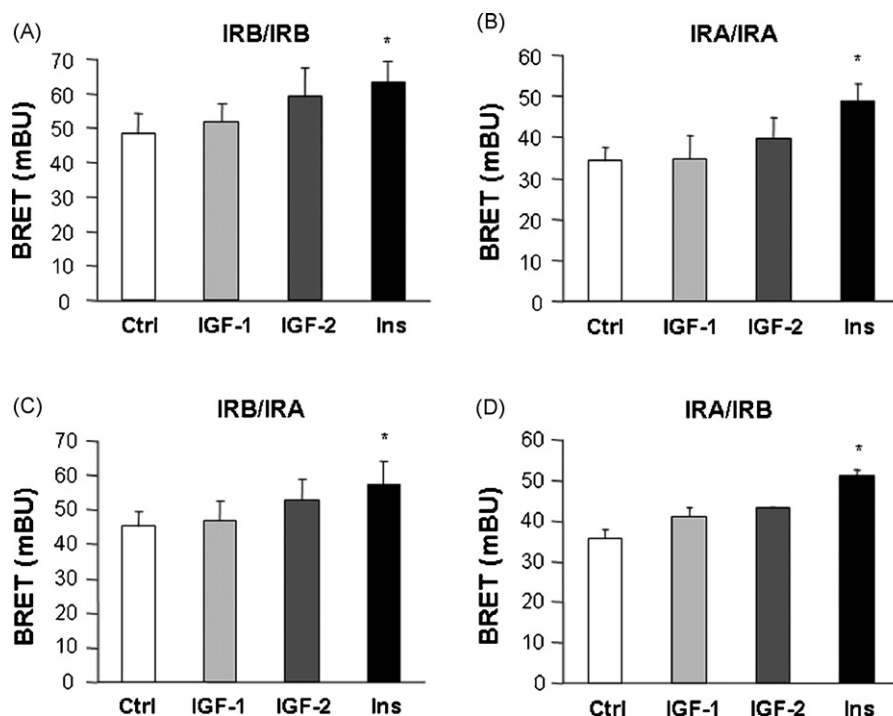 (A)
IRB/IRB
BRET (mBU)
70
60
50
40
30
20
10
0
*
Ctrl IGF-1 IGF-2 Ins
(B)
IRA/IRA
BRET (mBU)
60
50
40
30
20
10
0
*
Ctrl IGF-1 IGF-2 Ins
(C)
IRB/IRA
BRET (mBU)
70
60
50
40
30
20
10
0
*
Ctrl IGF-1 IGF-2 Ins
(D)
IRA/IRB
BRET (mBU)
60
50
40
30
20
10
0
*
Ctrl IGF-1 IGF-2 Ins